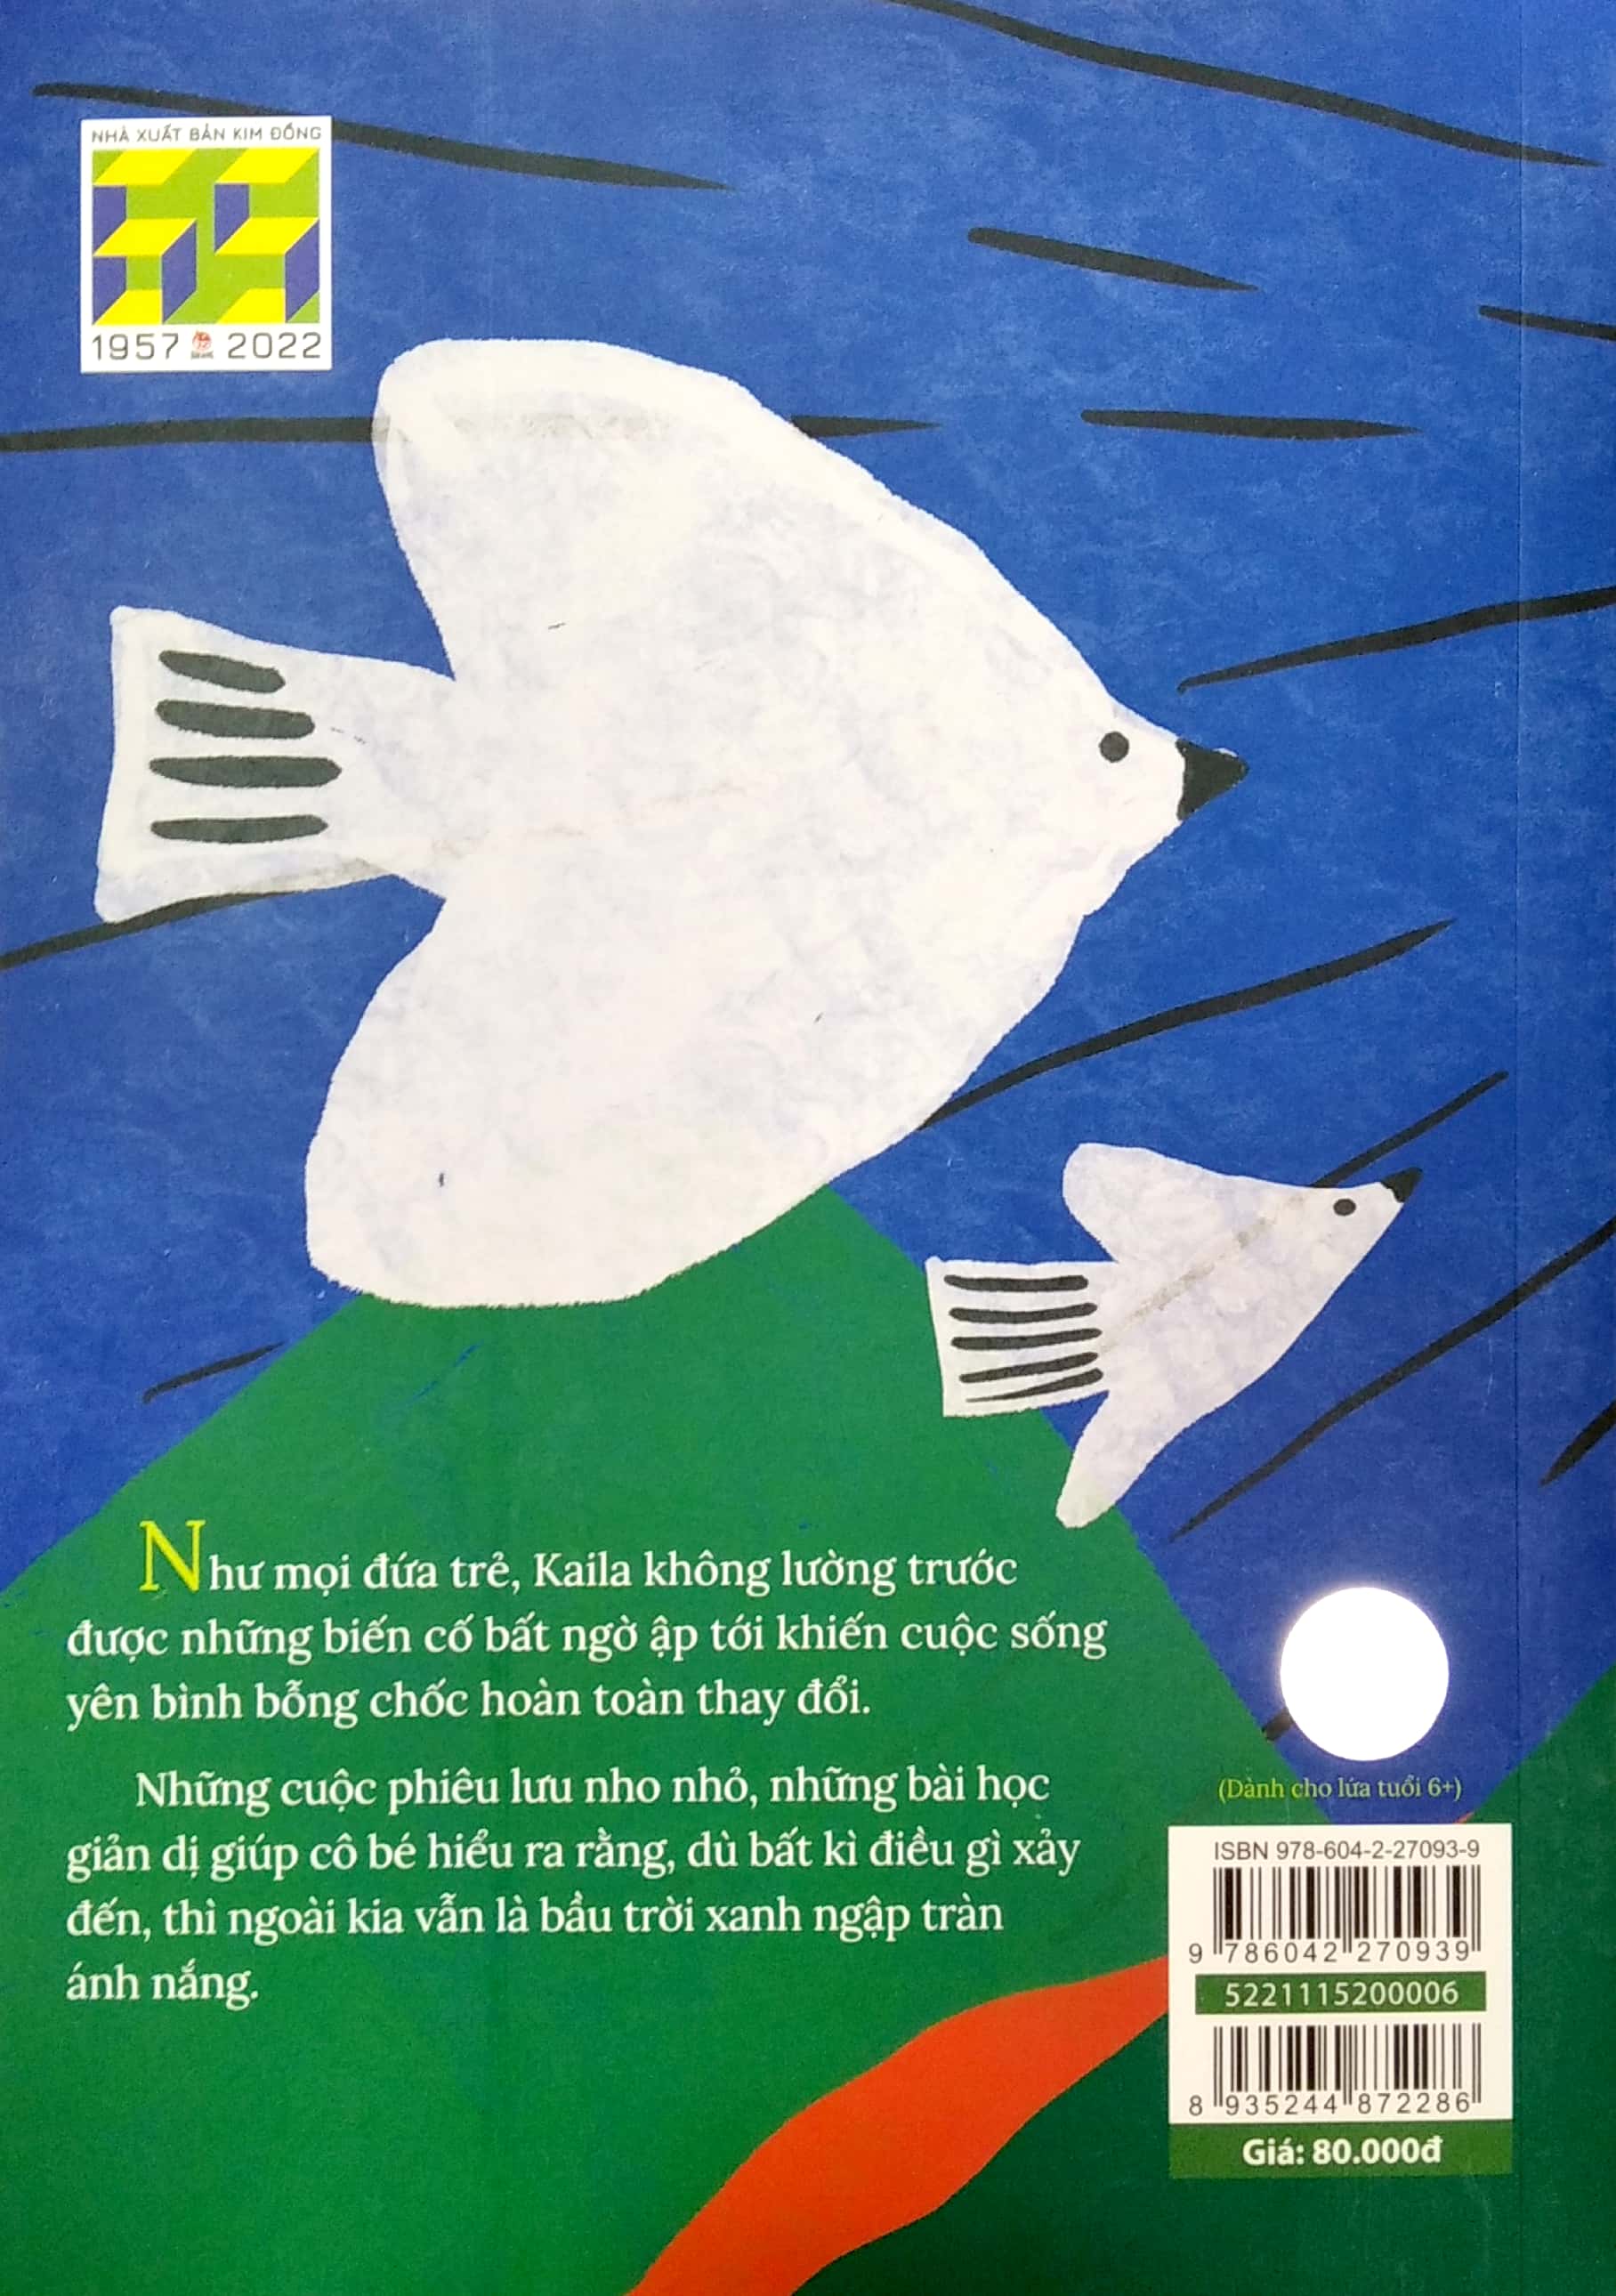 NHÀ XUẤT BẢN KIM ĐỒNG
1957 2022
Như mọi đứa trẻ, Kaila không lường trước
được những biến cố bất ngờ ập tới khiến cuộc sống
yên bình bỗng chốc hoàn toàn thay đổi.
Những cuộc phiêu lưu nho nhỏ, những bài học
giản dị giúp cô bé hiểu ra rằng, dù bất kì điều gì xảy
đến, thì ngoài kia vẫn là bầu trời xanh ngập tràn
ánh nắng.
(Dành cho lứa tuổi 6+)
ISBN 978-604-2-27093-9
9 786042 270939
5221115200006
8 935244 872286
Giá: 80.000đ